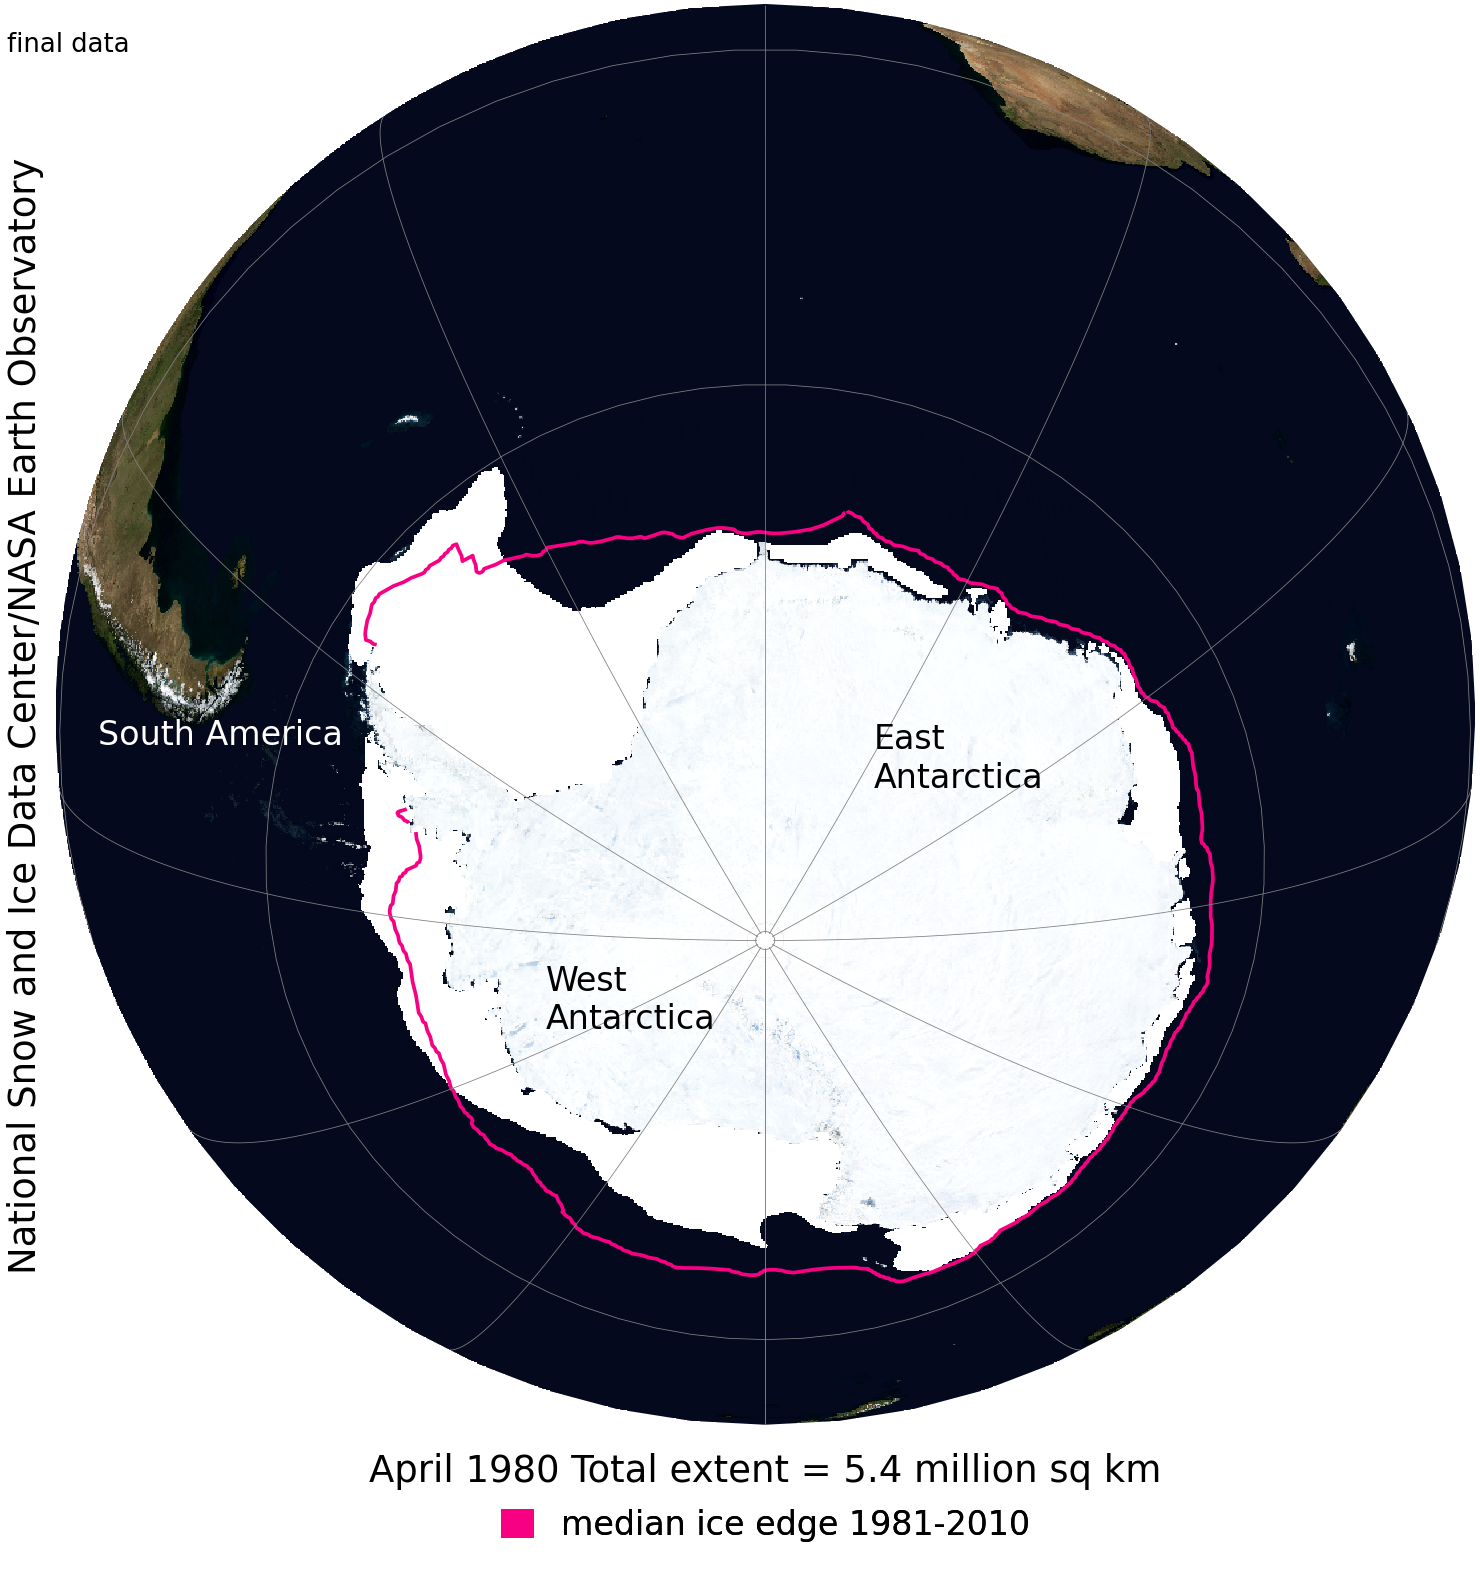 final data
National Snow and Ice Data Center/NASA Earth Observatory
South America
East
Antarctica
West
Antarctica
April 1980 Total extent = 5.4 million sq km
median ice edge 1981-2010